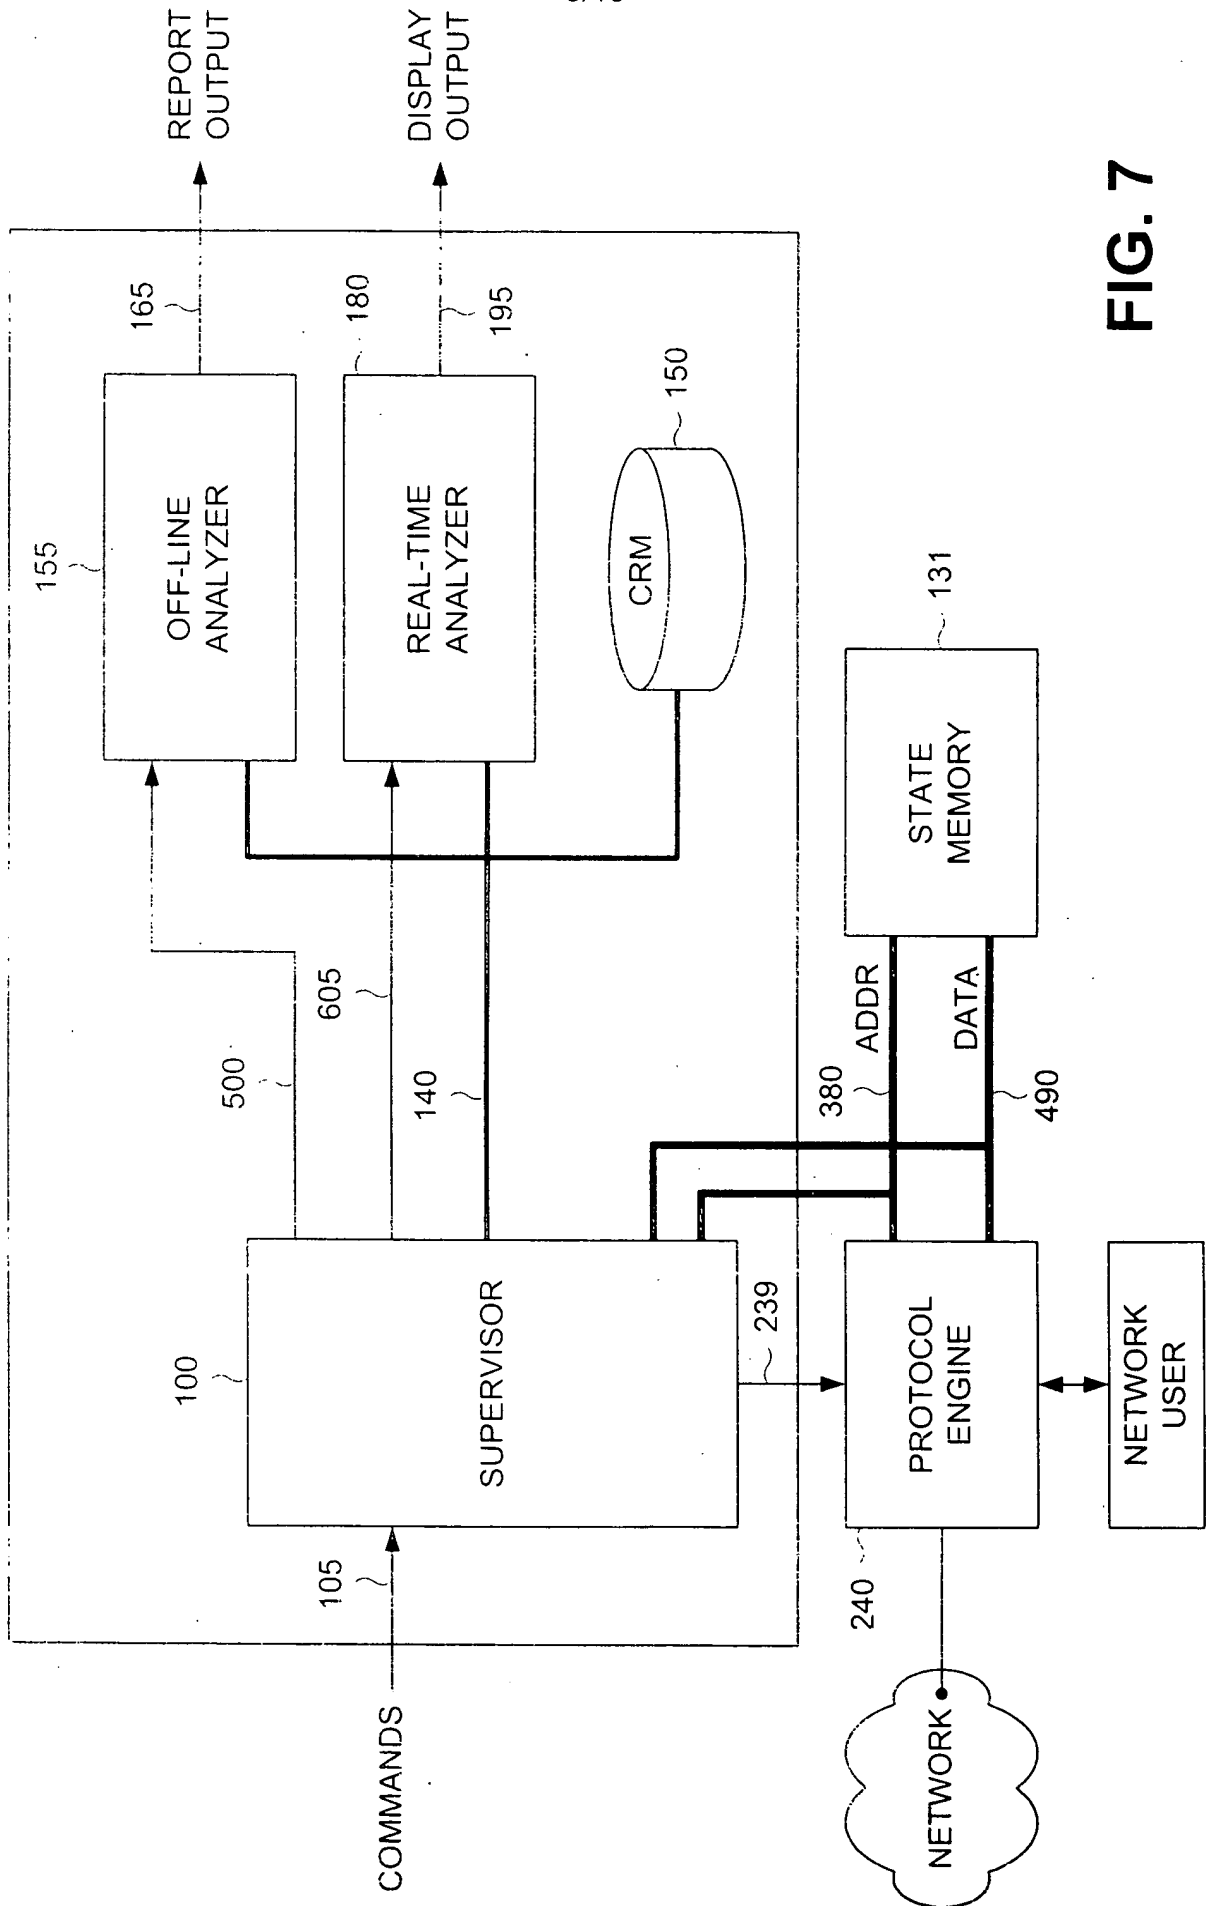 REPORT
OUTPUT
165
155
OFF-LINE
ANALYZER
DISPLAY
OUTPUT
180
195
REAL-TIME
ANALYZER
150
CRM
500
605
140
100
SUPERVISOR
105
COMMANDS
239
131
STATE
MEMORY
ADDR
380
DATA
490
PROTOCOL
ENGINE
240
NETWORK
NETWORK
USER
FIG. 7